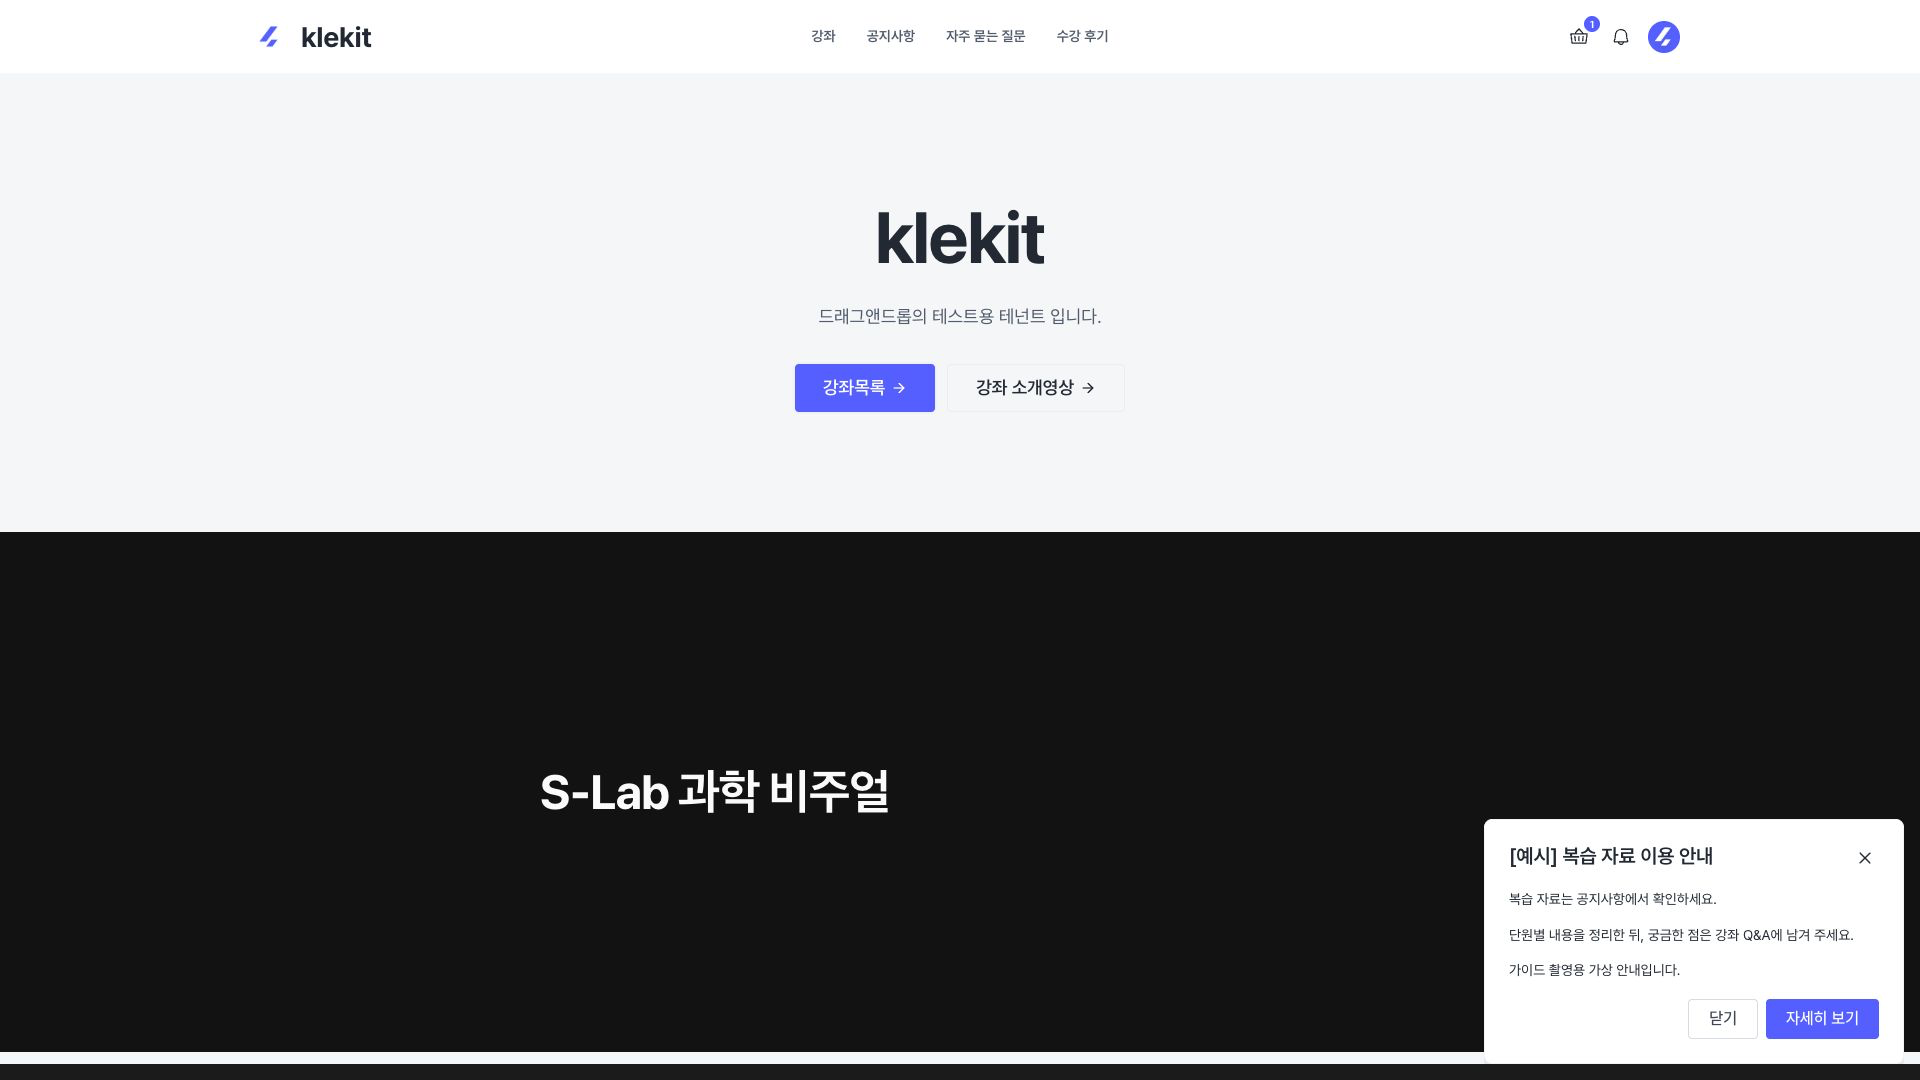 klekit
강좌
공지사항
자주 묻는 질문
수강 후기
1
klekit
드래그앤드롭의 테스트용 테넌트 입니다.
강좌목록 →
강좌 소개영상 →
S-Lab 과학 비주얼
[예시] 복습 자료 이용 안내
복습 자료는 공지사항에서 확인하세요.
단원별 내용을 정리한 뒤, 궁금한 점은 강좌 Q&A에 남겨 주세요.
가이드 촬영용 가상 안내입니다.
닫기
자세히 보기